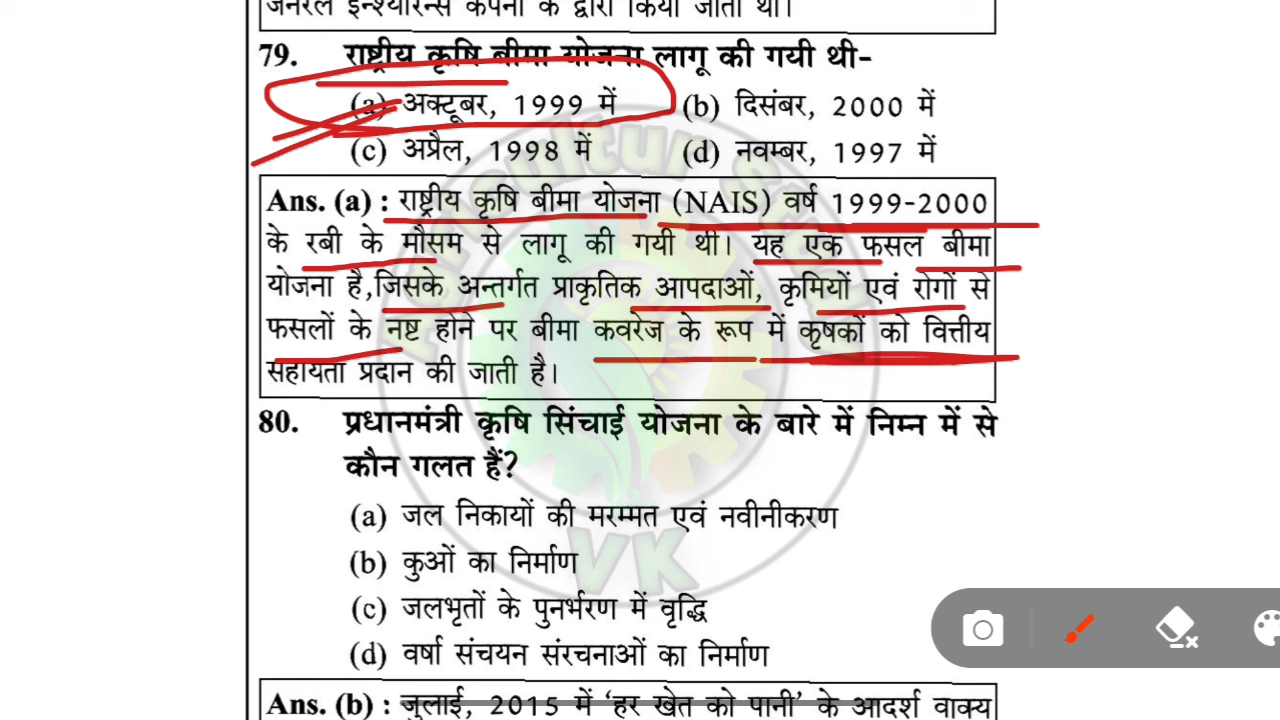 जनरल इन्श्योरेन्स कंपनी के द्वारा किया जाता था।
79. राष्ट्रीय कृषि बीमा योजना लागू की गयी थी-
(a) अक्टूबर, 1999 में (b) दिसंबर, 2000 में
(c) अप्रैल, 1998 में (d) नवम्बर, 1997 में
Ans. (a) : राष्ट्रीय कृषि बीमा योजना (NAIS) वर्ष 1999-2000
के रबी के मौसम से लागू की गयी थी। यह एक फसल बीमा
योजना है,जिसके अन्तर्गत प्राकृतिक आपदाओं, कृमियों एवं रोगों से
फसलों के नष्ट होने पर बीमा कवरेज के रूप में कृषकों को वित्तीय
सहायता प्रदान की जाती है।
80. प्रधानमंत्री कृषि सिंचाई योजना के बारे में निम्न में से
कौन गलत हैं?
(a) जल निकायों की मरम्मत एवं नवीनीकरण
(b) कुओं का निर्माण
(c) जलभृतों के पुनर्भरण में वृद्धि
(d) वर्षा संचयन संरचनाओं का निर्माण
Ans. (b) : जुलाई, 2015 में ‘हर खेत को पानी’ के आदर्श वाक्य
VK